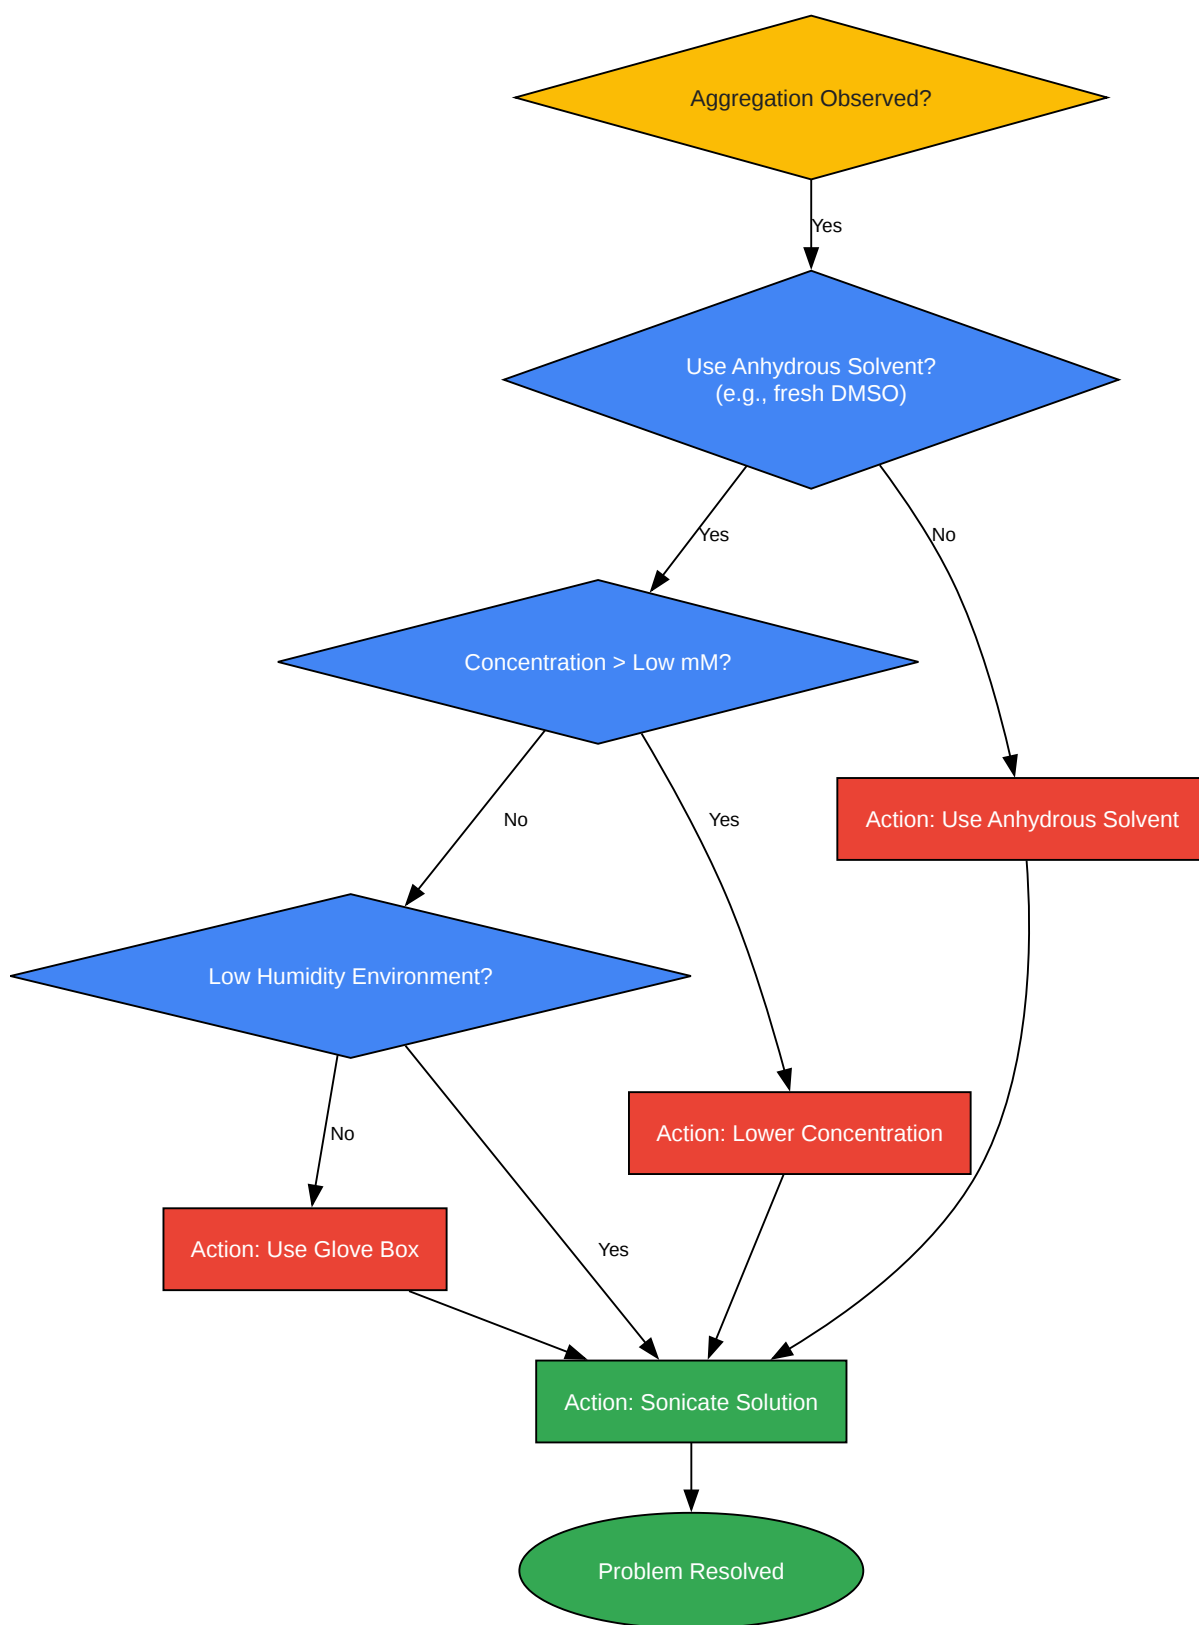 Aggregation Observed?
Yes
Use Anhydrous Solvent?
(e.g., fresh DMSO)
Yes
No
Concentration > Low mM?
No
Yes
Action: Use Anhydrous Solvent
Low Humidity Environment?
No
Action: Lower Concentration
Action: Use Glove Box
Yes
Action: Sonicate Solution
Problem Resolved